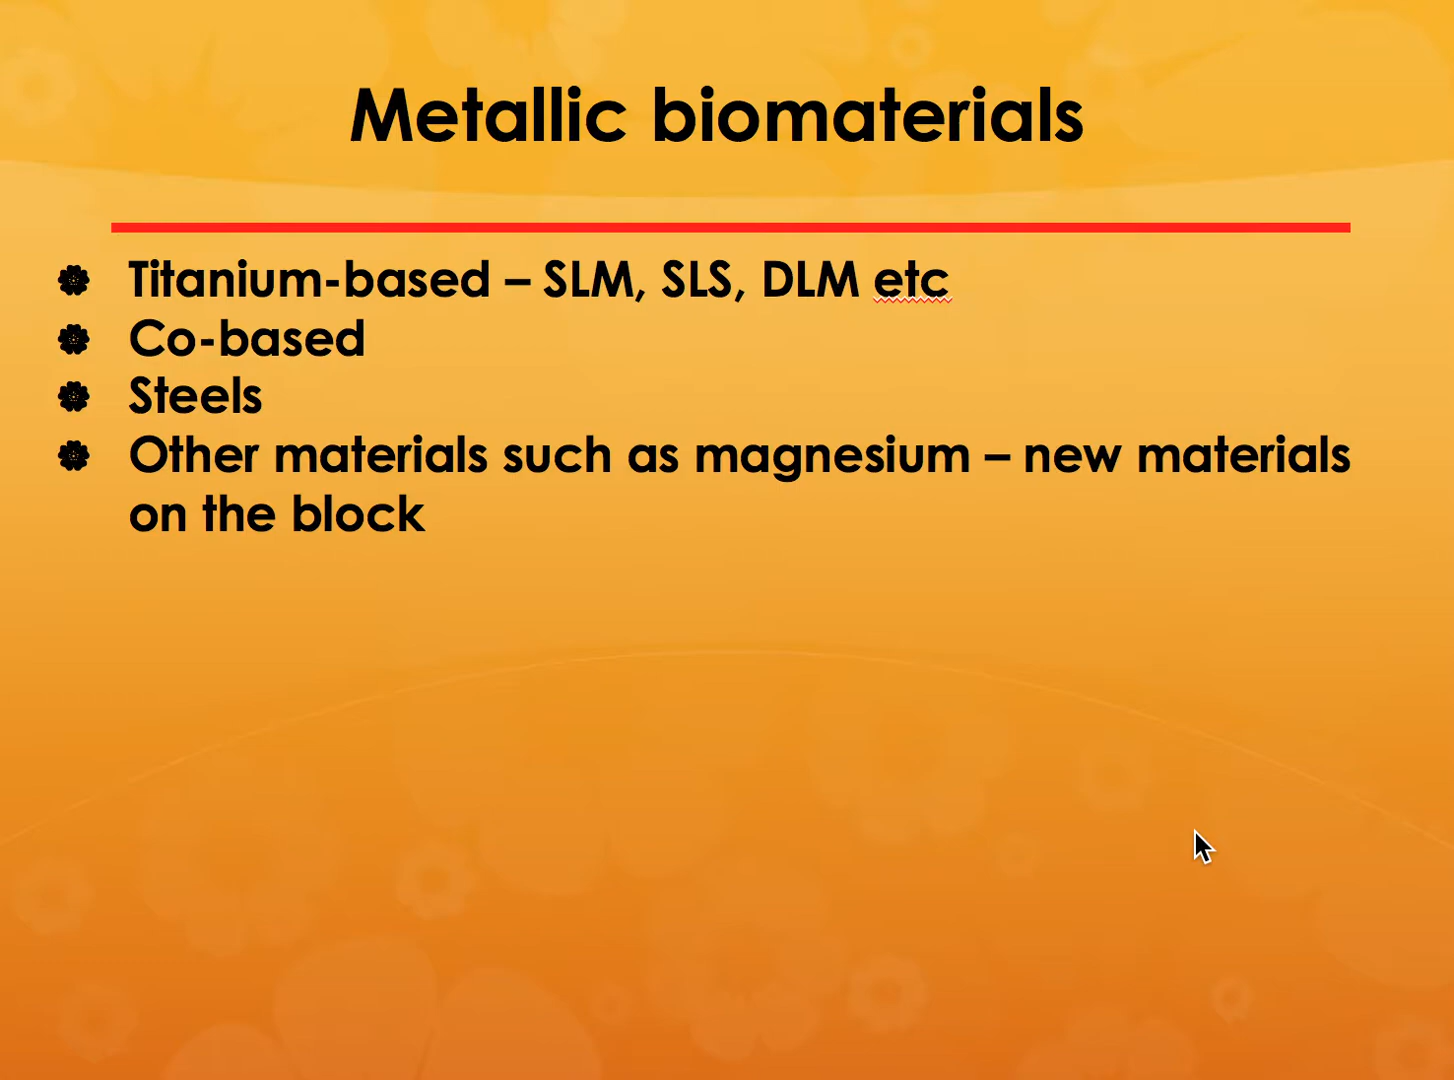 Metallic biomaterials
Titanium-based – SLM, SLS, DLM etc
Co-based
Steels
Other materials such as magnesium – new materials
on the block